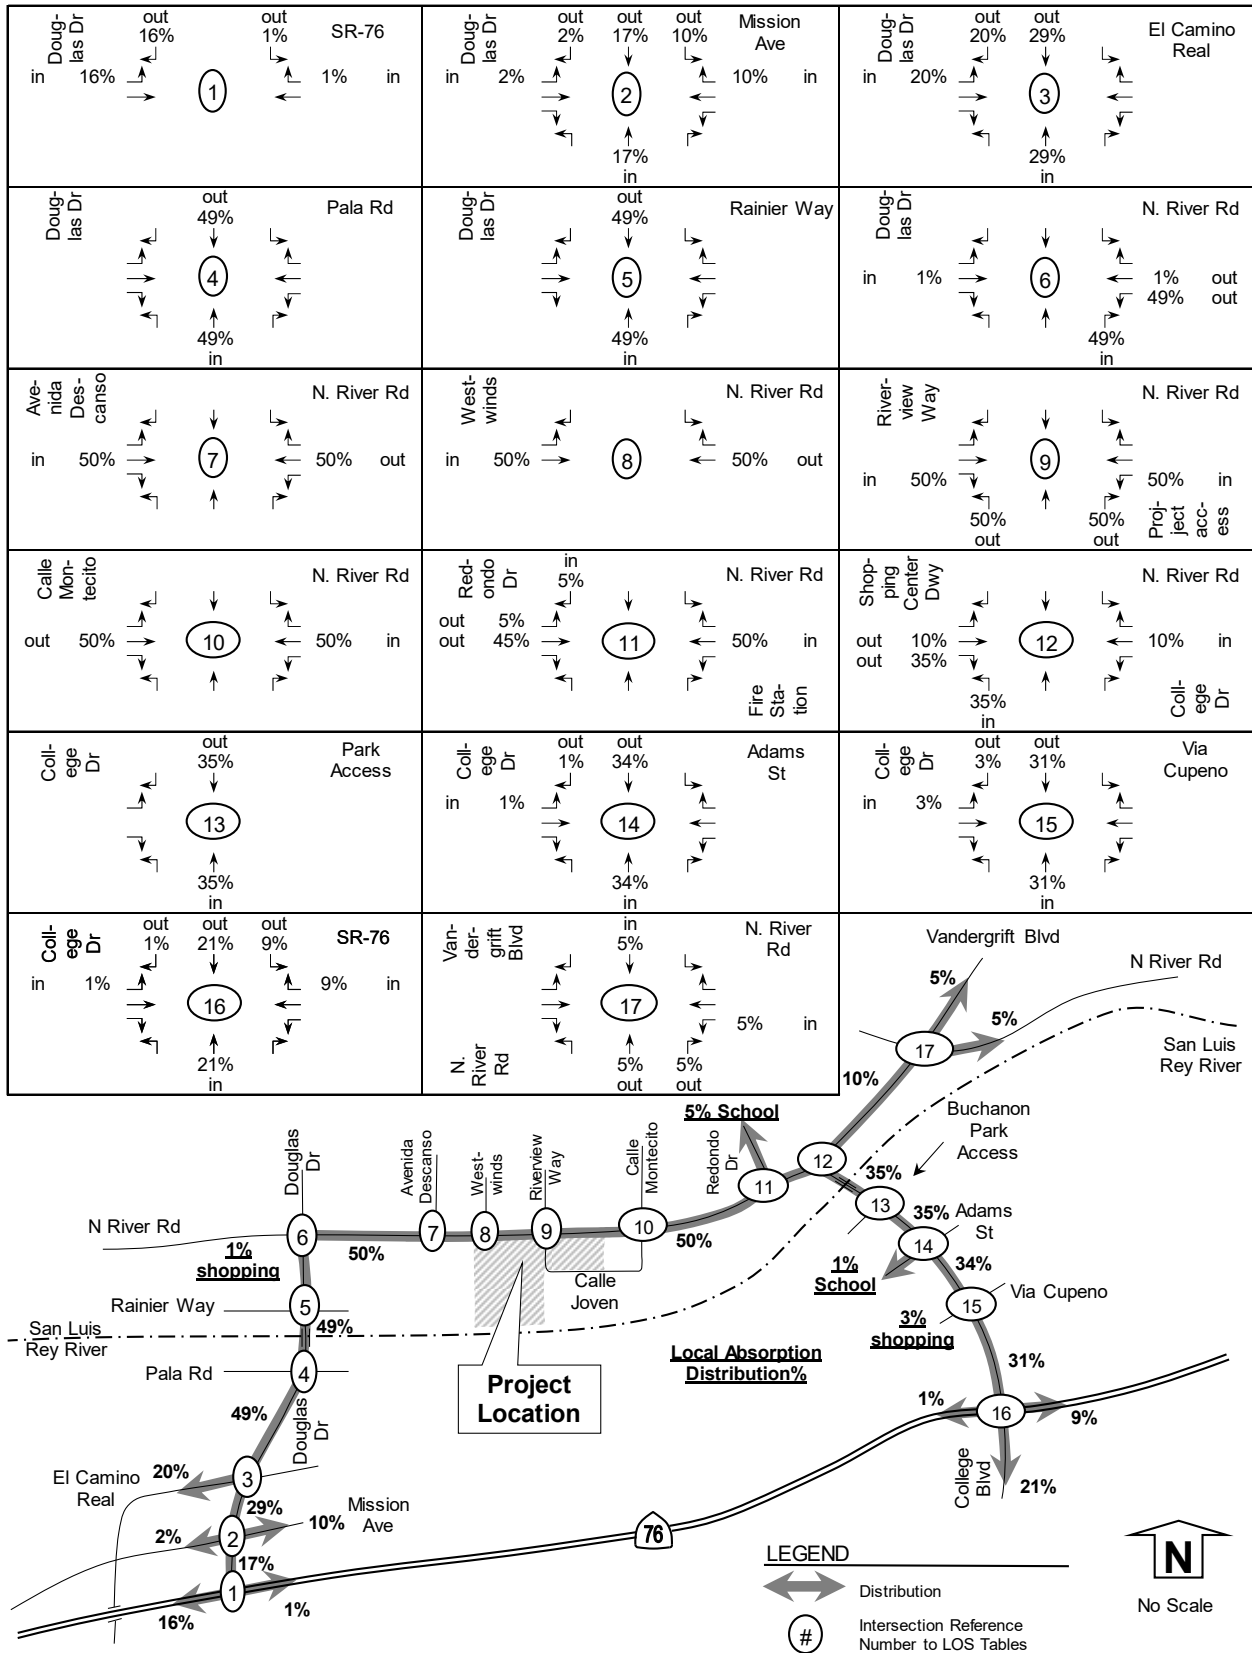 out
16%
out
1%
SR-76
Doug-
las Dr
in 16%
1
1% in
out
2%
out
17%
out
10%
Mission
Ave
Doug-
las Dr
in 2%
2
10% in
17%
in
out
20%
out
29%
El Camino
Real
Doug-
las Dr
in 20%
3
29%
in
Doug-
las Dr
out
49%
Pala Rd
4
49%
in
Doug-
las Dr
out
49%
Rainier Way
5
49%
in
Doug-
las Dr
N. River Rd
in 1%
6
1% out
49% out
49%
in
Ave-
nida
Des-
canso
N. River Rd
in 50%
7
50% out
West-
winds
N. River Rd
in 50%
8
50% out
River-
view
Way
N. River Rd
in 50%
9
50% in
50%
out
50%
out
Proj-
ject
acc-
ess
Calle
Mon-
tecito
N. River Rd
out 50%
10
50% in
Red-
ondo
Dr
in
5%
N. River Rd
out 5%
out 45%
11
50% in
Fire
Sta-
tion
Shop-
ping
Center
Dwy
N. River Rd
out 10%
out 35%
12
10% in
35%
in
Coll-
ege
Dr
Coll-
ege
Dr
out
35%
Park
Access
13
35%
in
Coll-
ege
Dr
out
1%
out
34%
Adams
St
in 1%
14
34%
in
Coll-
ege
Dr
out
3%
out
31%
Via
Cupeno
in 3%
15
31%
in
Coll-
ege
Dr
out
1%
out
21%
out
9%
SR-76
in 1%
16
9% in
21%
in
Van-
der-
grift
Blvd
in
5%
N. River
Rd
17
5% in
N.
River
Rd
5%
out
5%
out
Vandergrift Blvd
N River Rd
5%
5%
17
San Luis
Rey River
10%
5% School
Buchanon
Park
Access
Douglas
Dr
Avenida
Descanso
West-
winds
Riverview
Way
Calle
Montecito
Redondo
Dr
12
11
35%
13
N River Rd
6
7
8
9
10
50%
50%
35%
Adams
St
14
1%
shopping
Calle
Joven
1%
School
34%
Rainier Way
5
49%
15
Via Cupeno
San Luis
Rey River
3%
shopping
Pala Rd
4
Local Absorption
Distribution%
31%
Project
Location
49%
Douglas
Dr
1%
16
9%
El Camino
Real
20%
3
College
Blvd
21%
29%
Mission
Ave
10%
2%
2
76
17%
LEGEND
N
1
16%
1%
Distribution
No Scale
#
Intersection Reference
Number to LOS Tables